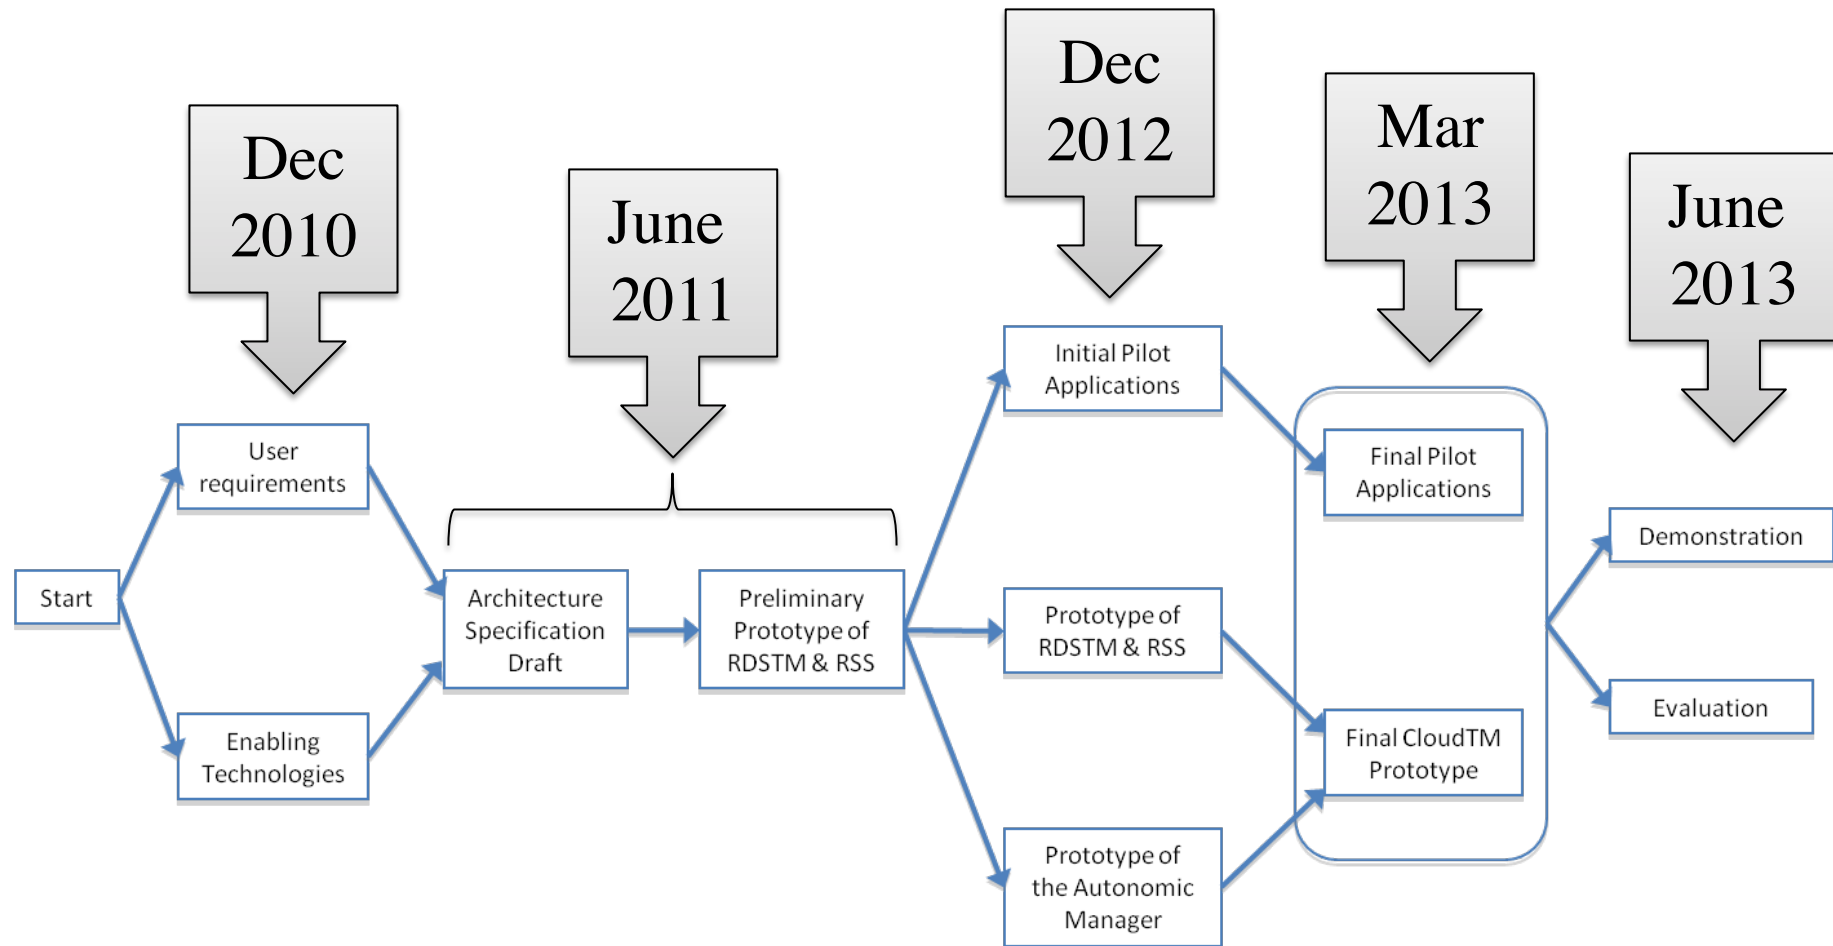 Dec
2010
June
2011
Dec
2012
Mar
2013
June
2013
Start
User
requirements
Enabling
Technologies
Architecture
Specification
Draft
Preliminary
Prototype of
RDSTM & RSS
Initial Pilot
Applications
Prototype of
RDSTM & RSS
Prototype of
the Autonomic
Manager
Final Pilot
Applications
Final CloudTM
Prototype
Demonstration
Evaluation